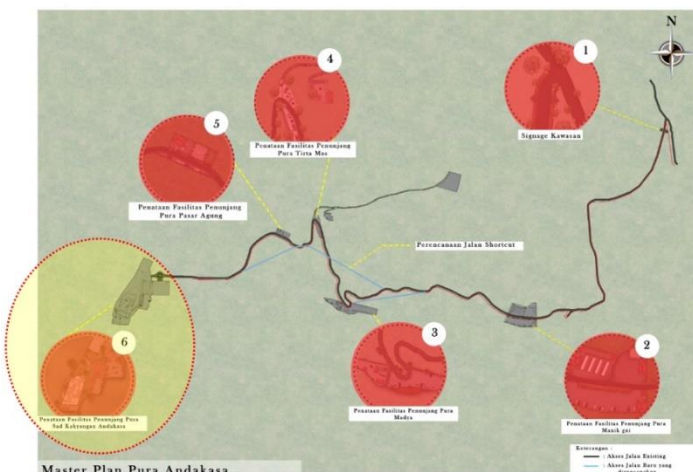 N
1
Signage Kawasan
4
Penataan Fasilitas Penunjang
Pura Tirta Mas
5
Penataan Fasilitas Penunjang
Pura Pasar Agung
Perencanaan Jalan Shortcut
6
Penataan Fasilitas Penunjang Pura
Sad Kahyangan Andakasa
3
Penataan Fasilitas Penunjang Pura
Madya
2
Penataan Fasilitas Penunjang Pura
Manik gni
Keterangan :
: Akses Jalan Existing
: Akses Jalan Baru yang
direncanakan
Master Plan Pura Andakasa